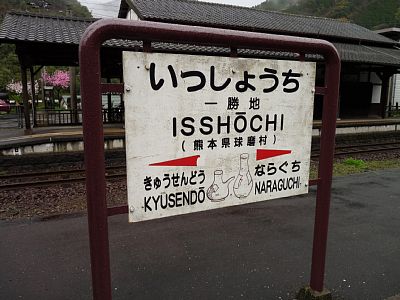 いっしょうち
一勝地
ISSHŌCHI
(熊本県球磨村)
きゅうせんどう ならぐち
KYŪSENDŌ NARAGUCHI